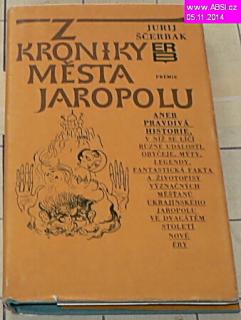 www.ABSI.cz
05.11.2014
JURIJ
ŠČERBAK
Z
KRONIKY
MĚSTA
JAROPOLU
ERB
PRÉMIE
ANEB
PRAVDIVÁ
HISTORIE,
V NÍŽ SE LÍČÍ
RŮZNÉ UDÁLOSTI,
OBYČEJE, MÝTY,
LEGENDY,
FANTASTICKÁ FAKTA
A ŽIVOTOPISY
VÝZNAČNÝCH
MĚŠŤANŮ
UKRAJINSKÉHO
JAROPOLU
VE DVACÁTÉM
STOLETÍ
NOVÉ
ÉRY